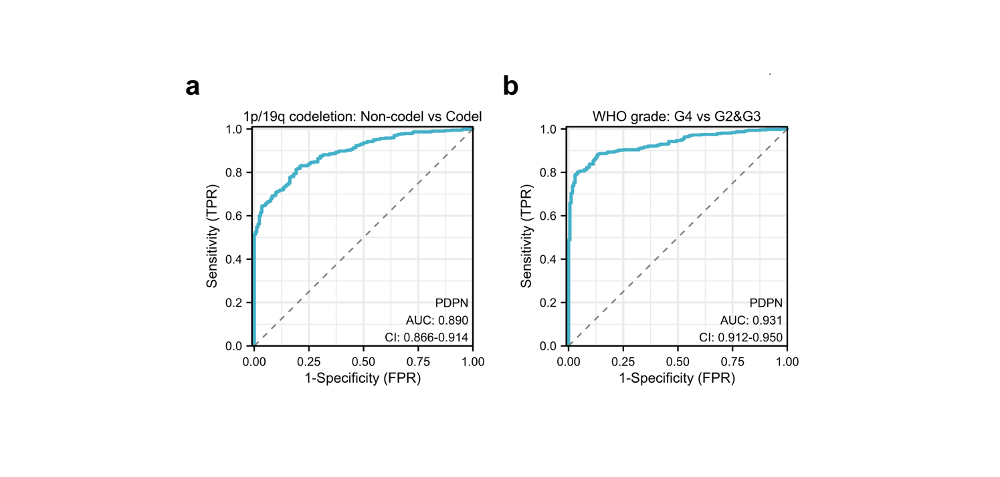 a
1p/19q codeletion: Non-codel vs Codel
Sensitivity (TPR)
1.0
0.8
0.6
0.4
0.2
0.0
PDPN
AUC: 0.890
CI: 0.866-0.914
0.00 0.25 0.50 0.75 1.00
1-Specificity (FPR)
b
WHO grade: G4 vs G2&G3
Sensitivity (TPR)
1.0
0.8
0.6
0.4
0.2
0.0
PDPN
AUC: 0.931
CI: 0.912-0.950
0.00 0.25 0.50 0.75 1.00
1-Specificity (FPR)